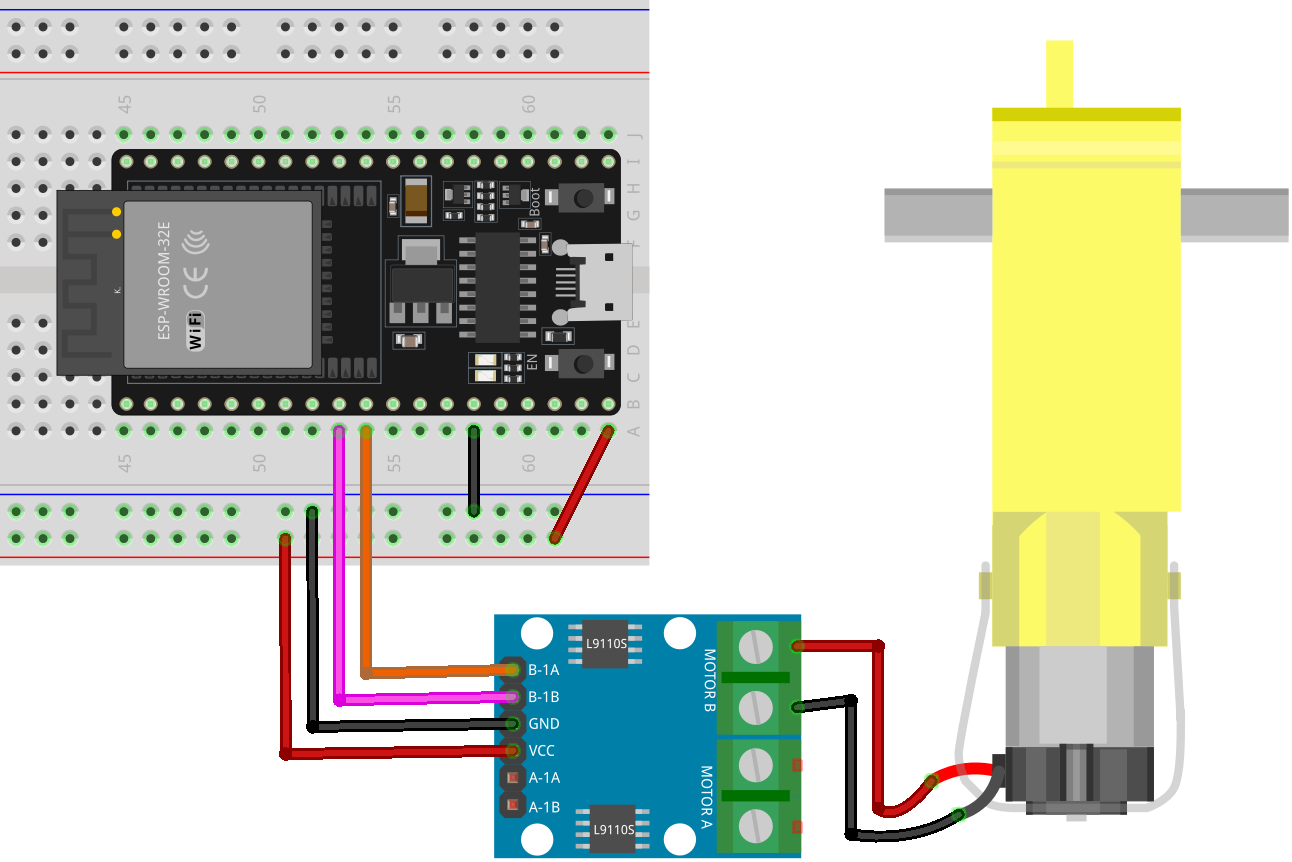 45
50
55
60
J
I
H
G
F
Boot
ESP-WROOM-32E
CE
WiFi
K.
EN
E
D
C
B
A
45
50
55
60
L9110S
B-1A
B-1B
GND
VCC
A-1A
A-1B
MOTOR B
MOTOR A
L9110S